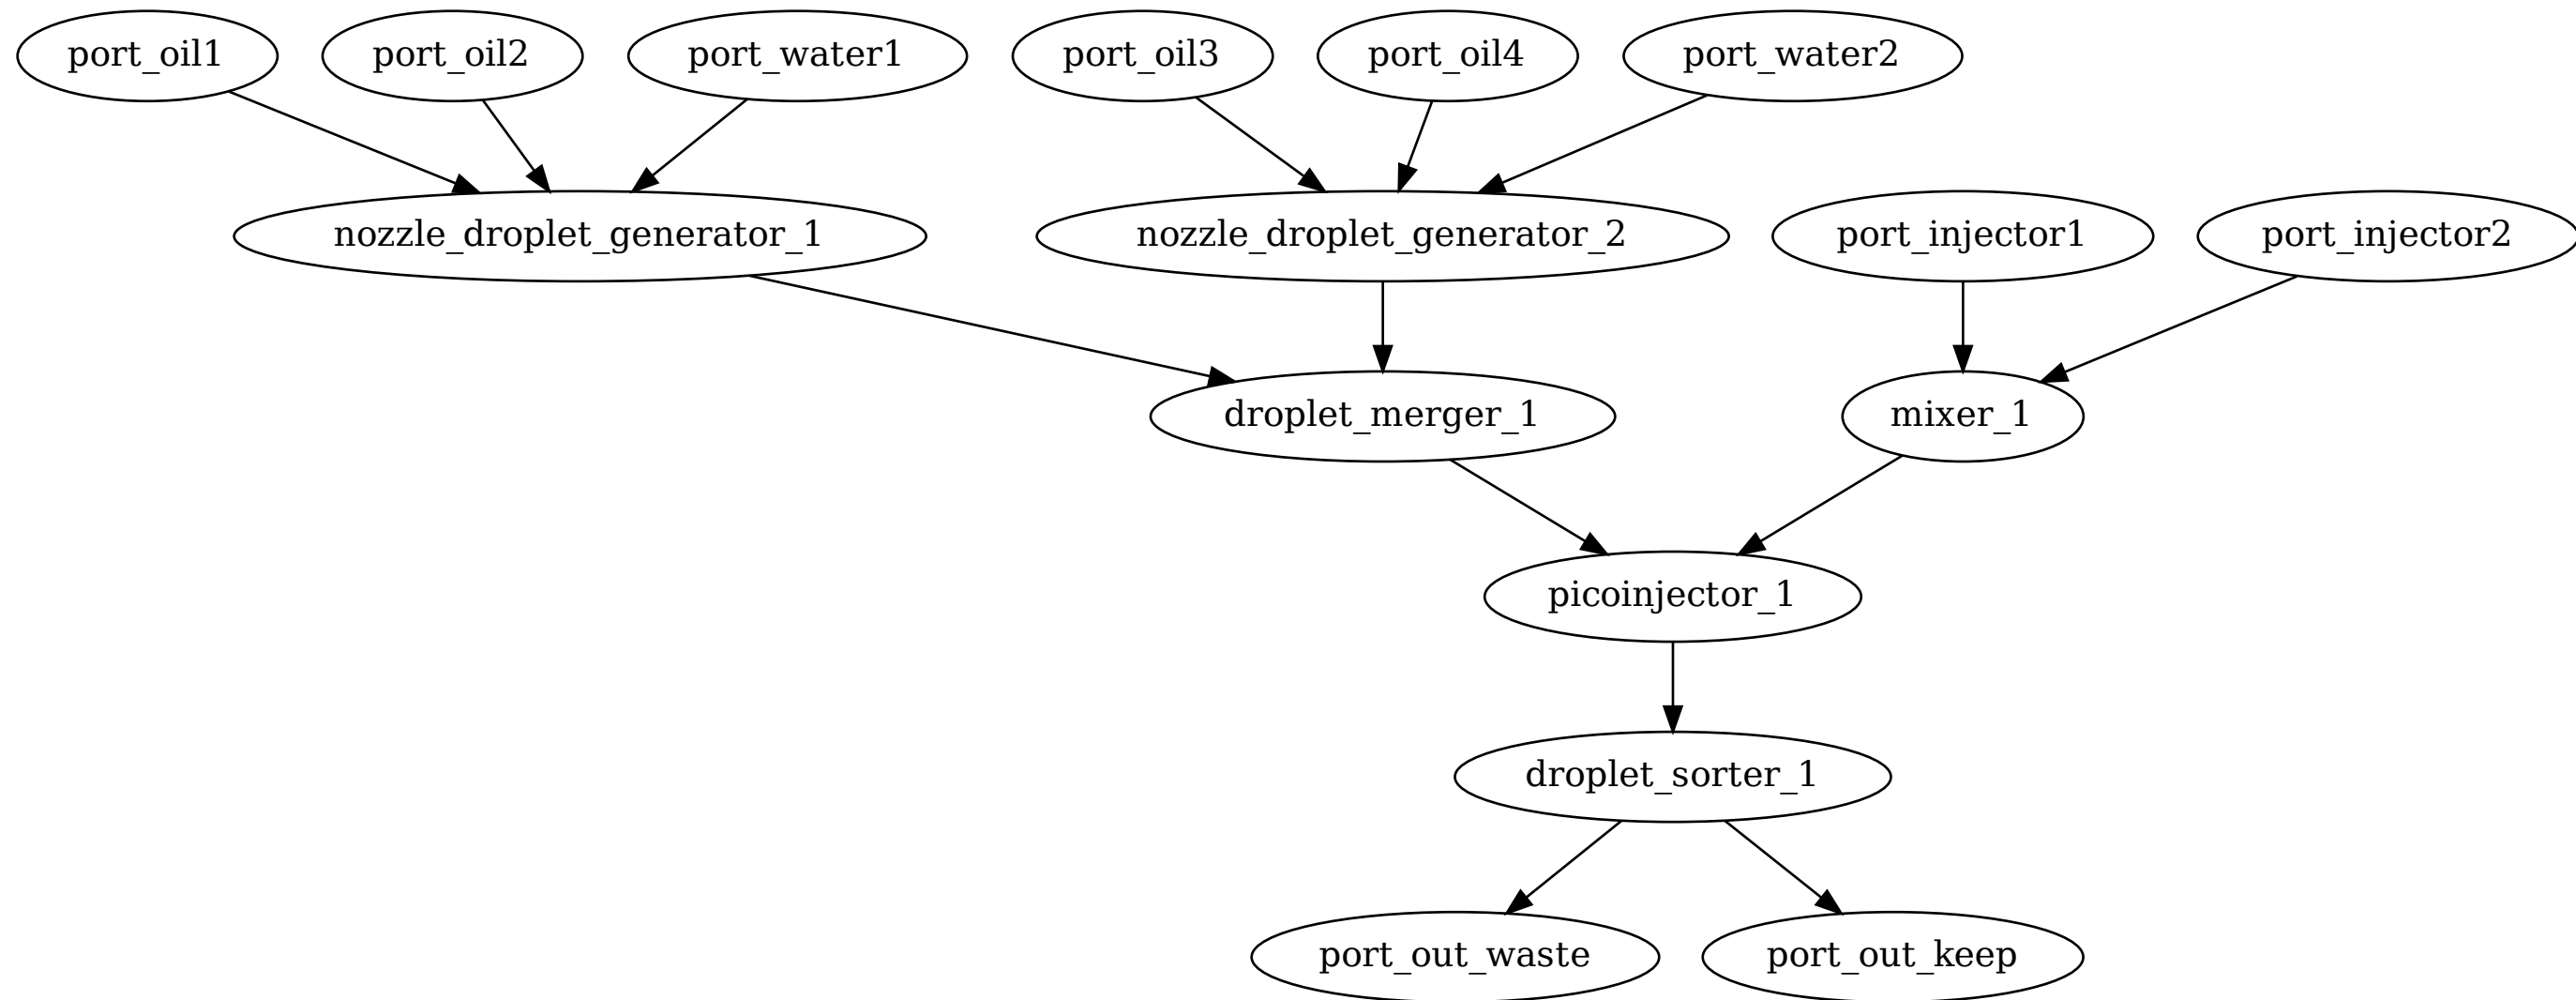 port_oil1
port_oil2
port_water1
port_oil3
port_oil4
port_water2
nozzle_droplet_generator_1
nozzle_droplet_generator_2
port_injector1
port_injector2
droplet_merger_1
mixer_1
picoinjector_1
droplet_sorter_1
port_out_waste
port_out_keep